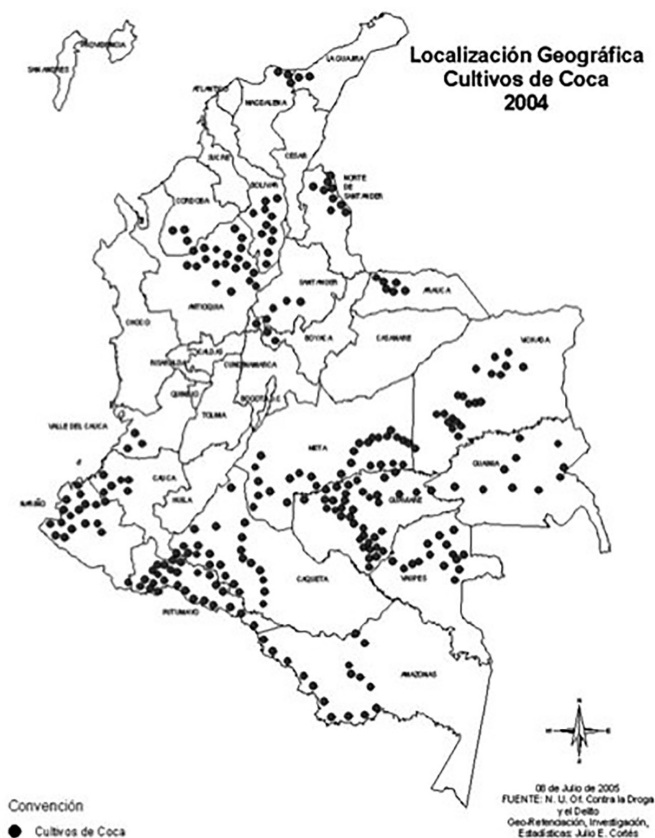 Localización Geográfica
Cultivos de Coca
2004
PROVIDENCIA
SAN ANDRES
LA GUAJIRA
ATLANTICO
MAGDALENA
CESAR
SUCRE
NORTE
DE
SANTANDER
BOLIVAR
CORDOBA
SANTANDER
ARAUCA
ANTIOQUIA
CHOCO
BOYACA
CASANARE
VICHADA
CALDAS
RISARALDA
CUNDINAMARCA
QUINDIO
BOGOTA D.C
TOLIMA
VALLE DEL CAUCA
META
GUAINIA
CAUCA
HUILA
GUAVIARE
NARIÑO
CAQUETA
VAUPES
PUTUMAYO
AMAZONAS
N
W
E
S
08 de Julio de 2005
FUENTE: N. U. Of. Contra la Droga
y el Delito
Geo-Refenciación, Investigación,
Estadísticas: Julio E. Cortés
Convención
Cultivos de Coca